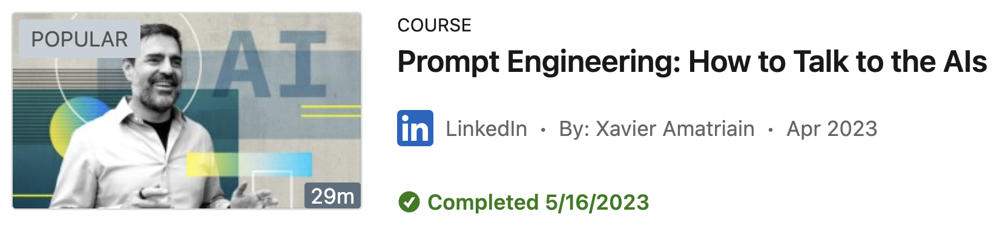 POPULAR
AI
29m
COURSE
Prompt Engineering: How to Talk to the AIs
in LinkedIn • By: Xavier Amatriain • Apr 2023
Completed 5/16/2023